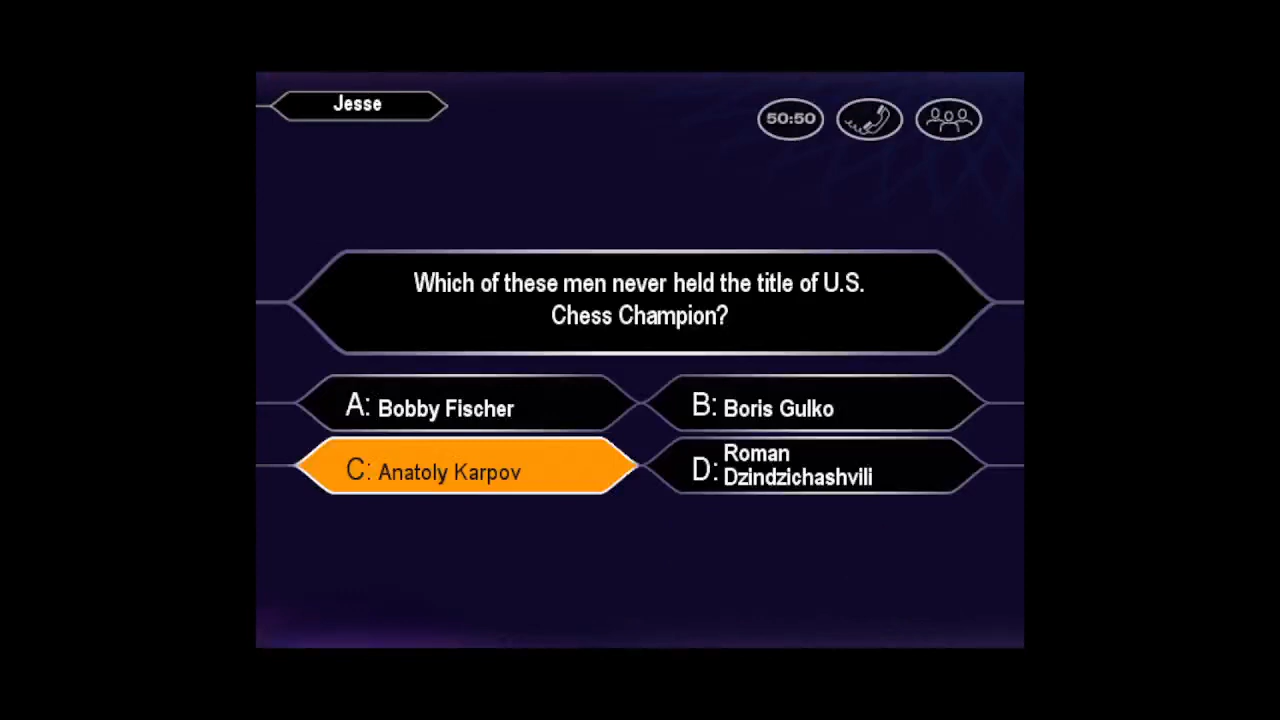 Jesse
50:50
Which of these men never held the title of U.S.
Chess Champion?
A: Bobby Fischer
B: Boris Gulko
C: Anatoly Karpov
D: Roman
Dzindzichashvili